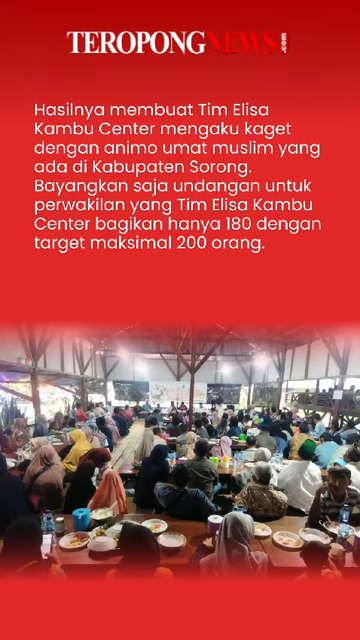 TEROPONGNEWS.com
Hasilnya membuat Tim Elisa
Kambu Center mengaku kaget
dengan animo umat muslim yang
ada di Kabupaten Sorong.
Bayangkan saja undangan untuk
perwakilan yang Tim Elisa Kambu
Center bagikan hanya 180 dengan
target maksimal 200 orang.